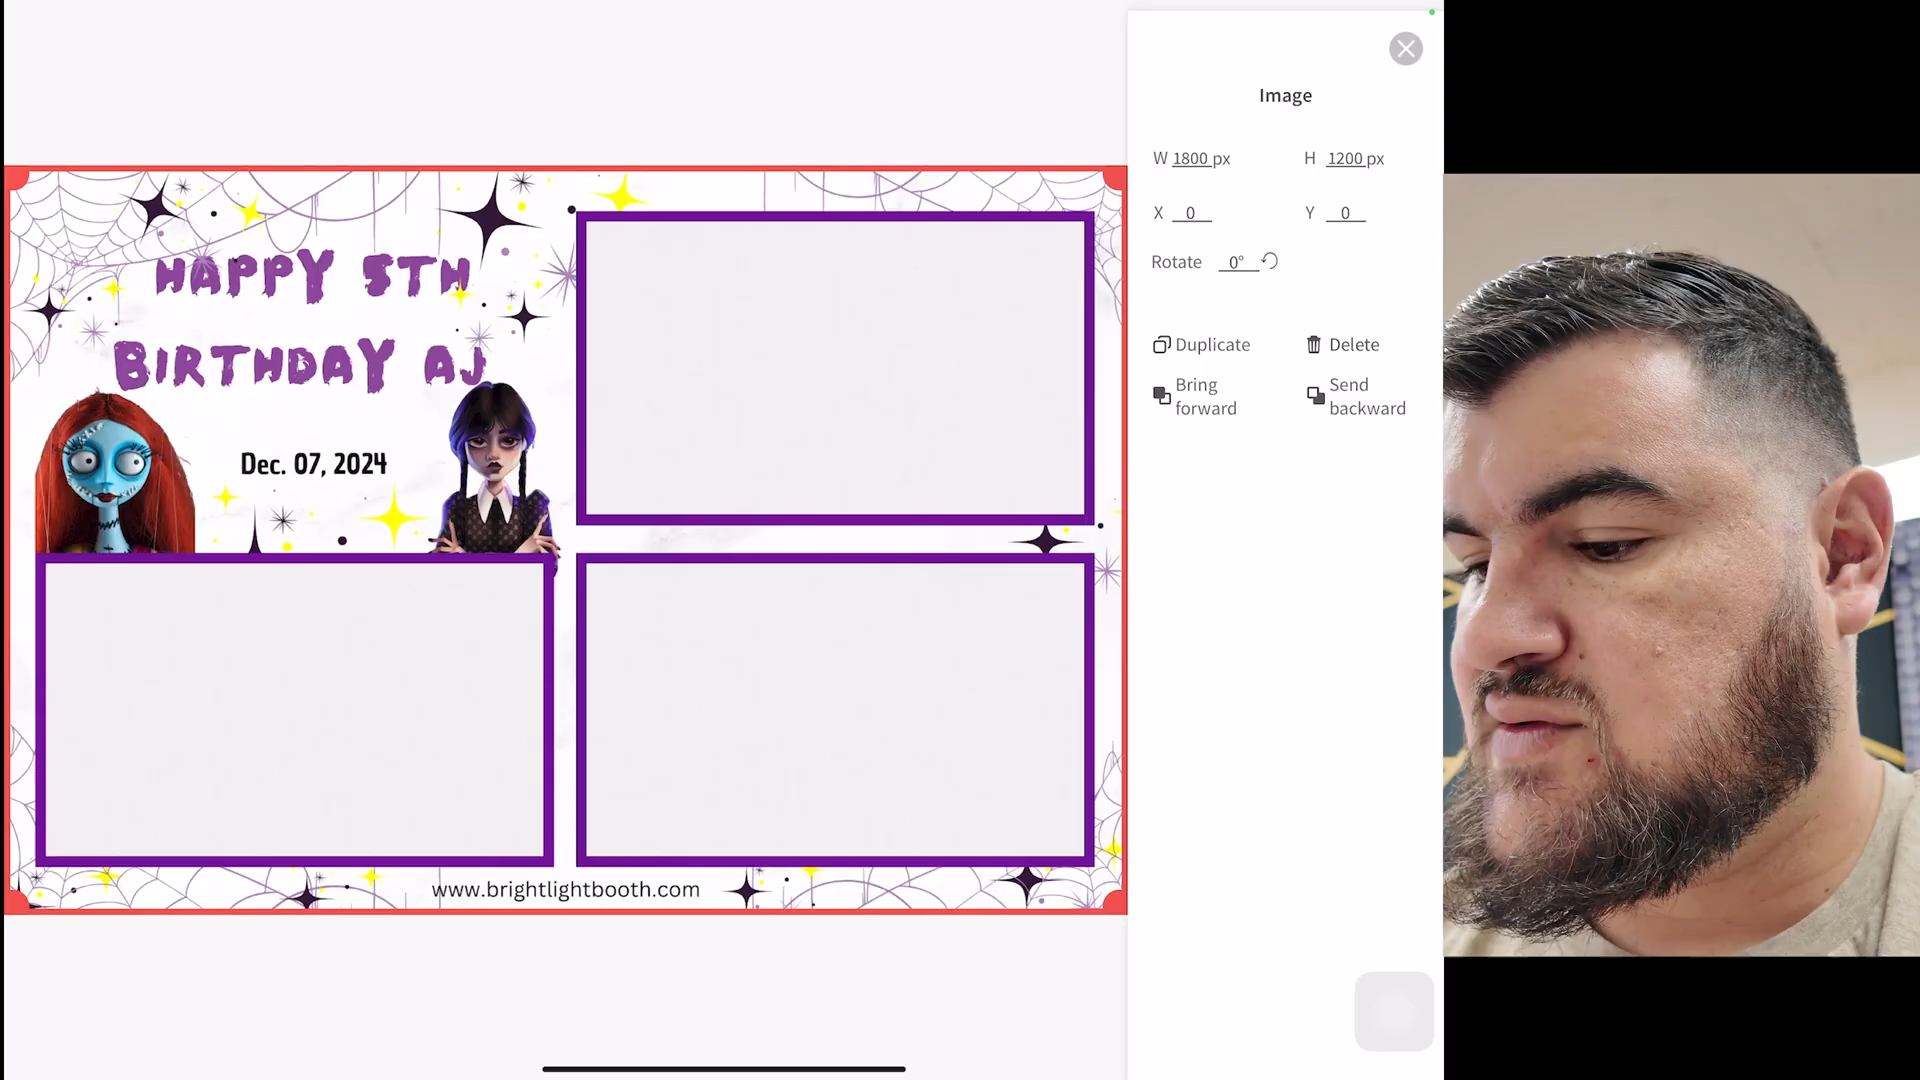 HAPPY 5TH
BIRTHDAY AJ
Dec. 07, 2024
www.brightlightbooth.com
Image
W 1800 px H 1200 px
X 0 Y 0
Rotate 0°
Duplicate Delete
Bring forward Send backward